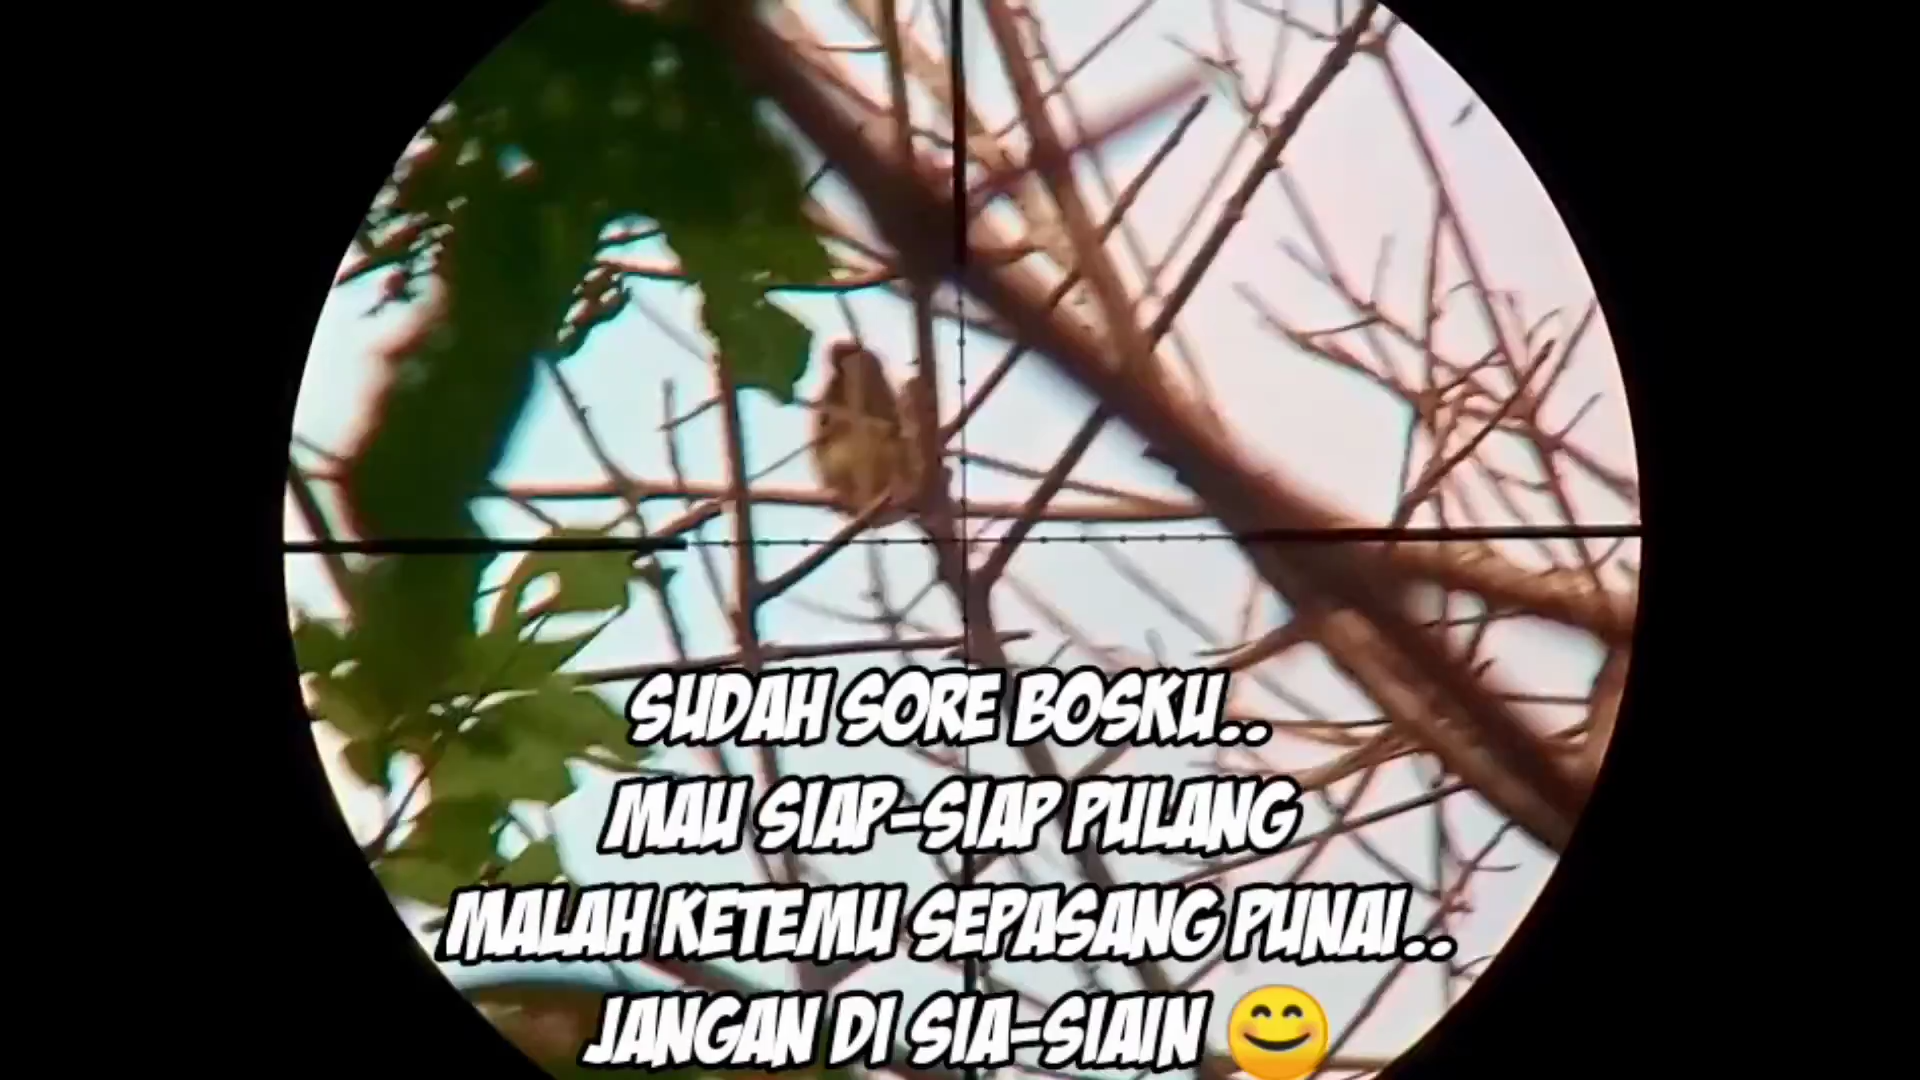 SUDAH SORE BOSKU..
MAU SIAP-SIAP PULANG
MALAH KETEMU SEPASANG PUNAI..
JANGAN DI SIA-SIAIN 😊